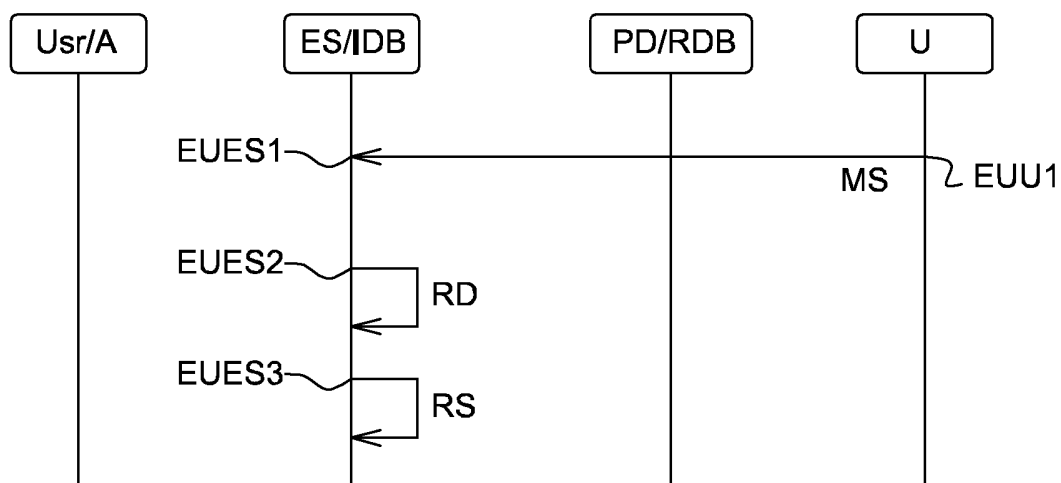 Usr/A ES/IDB PD/RDB U
EUES1
MS EUU1
EUES2
RD
EUES3
RS